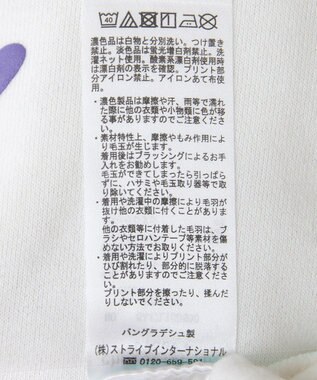 40
濃色品は白物と分別洗い。つけ置き
禁止。淡色品は蛍光増白剤禁止。洗
濯ネット使用。酸素系漂白剤使用時
は漂白剤の表示を確認。プリント部
分アイロン禁止。アイロンあて布使
用。
・濃色製品は摩擦や汗、雨等で濡れ
た際に他の衣類や小物類に色が移
る事がありますのでご注意くださ
い。
・素材特性上、摩擦やもみ作用によ
り毛玉が生じます。
着用後はブラッシングによるお手
入れをお勧めします。
毛玉ができてしまったら引っぱら
ずに、ハサミや毛玉取り器等で取
り除いてください。
・着用や洗濯中の摩擦により毛羽が
抜け他の衣類に付くことがありま
す。
他の衣類等に付着した毛羽は、ブ
ラシやセロハンテープ等素材を傷
めない方法でお取りください。
・着用や洗濯によりプリント部分が
ひび割れたり、部分的に脱落する
ことがありますのでご注意くださ
い。
プリント部分を擦ったり、揉んだ
りしないでください。
バングラデシュ製
(株)ストライプインターナショナル
0120-659-591